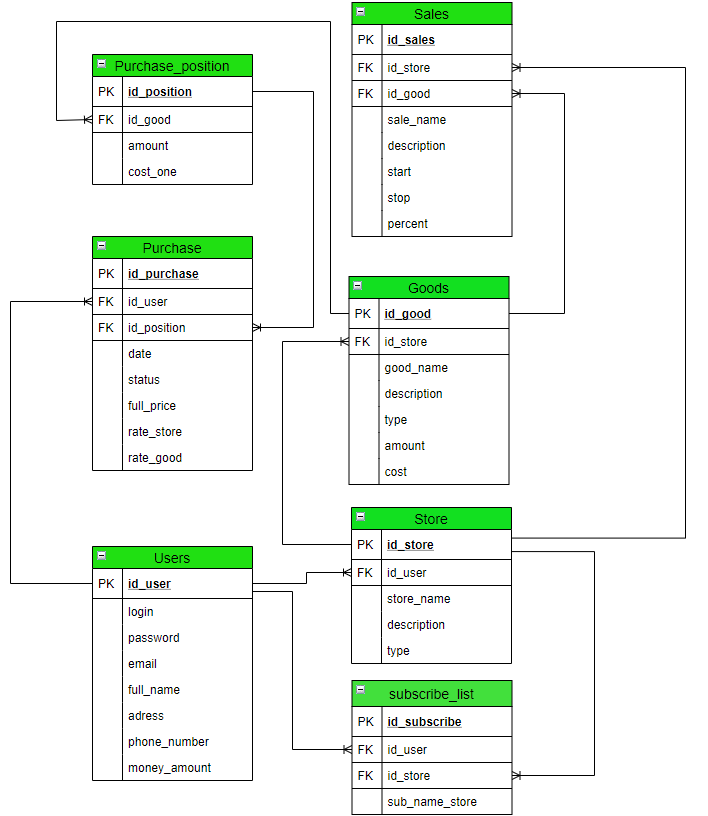 Sales
PK id_sales
FK id_store
FK id_good
sale_name
description
start
stop
percent
Purchase_position
PK id_position
FK id_good
amount
cost_one
Purchase
PK id_purchase
FK id_user
FK id_position
date
status
full_price
rate_store
rate_good
Goods
PK id_good
FK id_store
good_name
description
type
amount
cost
Store
PK id_store
FK id_user
store_name
description
type
Users
PK id_user
login
password
email
full_name
adress
phone_number
money_amount
subscribe_list
PK id_subscribe
FK id_user
FK id_store
sub_name_store